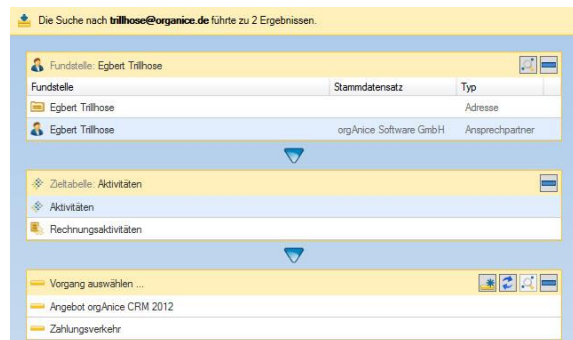 Die Suche nach trillhose@organice.de führte zu 2 Ergebnissen.
Fundstelle: Egbert Trillhose
Fundstelle Stammdatensatz Typ
Egbert Trillhose Adresse
Egbert Trillhose orgAnice Software GmbH Ansprechpartner
Zieltabelle: Aktivitäten
Aktivitäten
Rechnungsaktivitäten
Vorgang auswählen ...
Angebot orgAnice CRM 2012
Zahlungsverkehr